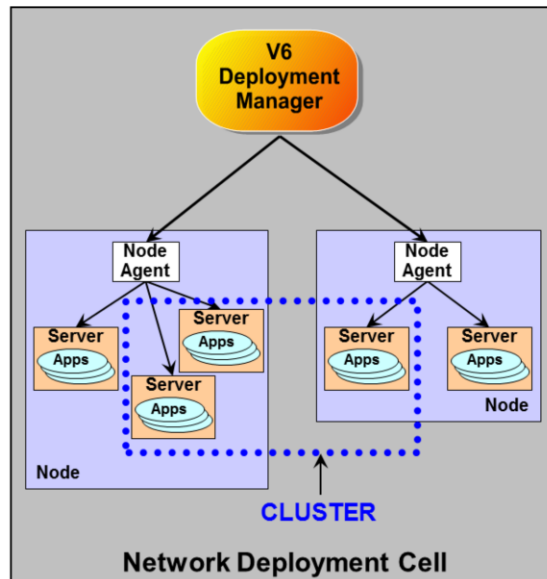 V6
Deployment
Manager
Node
Agent
Server
Apps
Server
Apps
Server
Apps
Node
Node
Agent
Server
Apps
Server
Apps
Node
CLUSTER
Network Deployment Cell